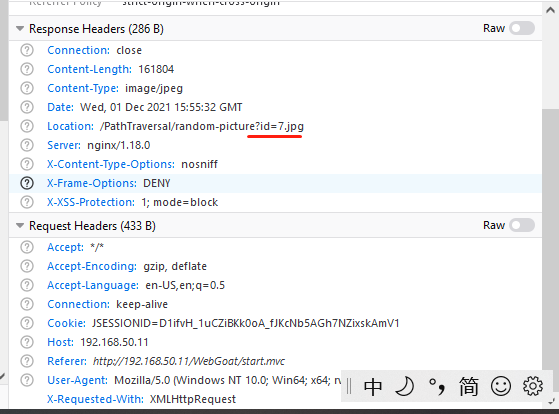 Referrer Policy strict-origin-when-cross-origin
Response Headers (286 B) Raw
Connection: close
Content-Length: 161804
Content-Type: image/jpeg
Date: Wed, 01 Dec 2021 15:55:32 GMT
Location: /PathTraversal/random-picture?id=7.jpg
Server: nginx/1.18.0
X-Content-Type-Options: nosniff
X-Frame-Options: DENY
X-XSS-Protection: 1; mode=block
Request Headers (433 B) Raw
Accept: */*
Accept-Encoding: gzip, deflate
Accept-Language: en-US,en;q=0.5
Connection: keep-alive
Cookie: JSESSIONID=D1ifvH_1uCZiBKk0oA_fJKcNb5AGh7NZixskAmV1
Host: 192.168.50.11
Referer: http://192.168.50.11/WebGoat/start.mvc
User-Agent: Mozilla/5.0 (Windows NT 10.0; Win64; x64; rv
中 简
X-Requested-With: XMLHttpRequest